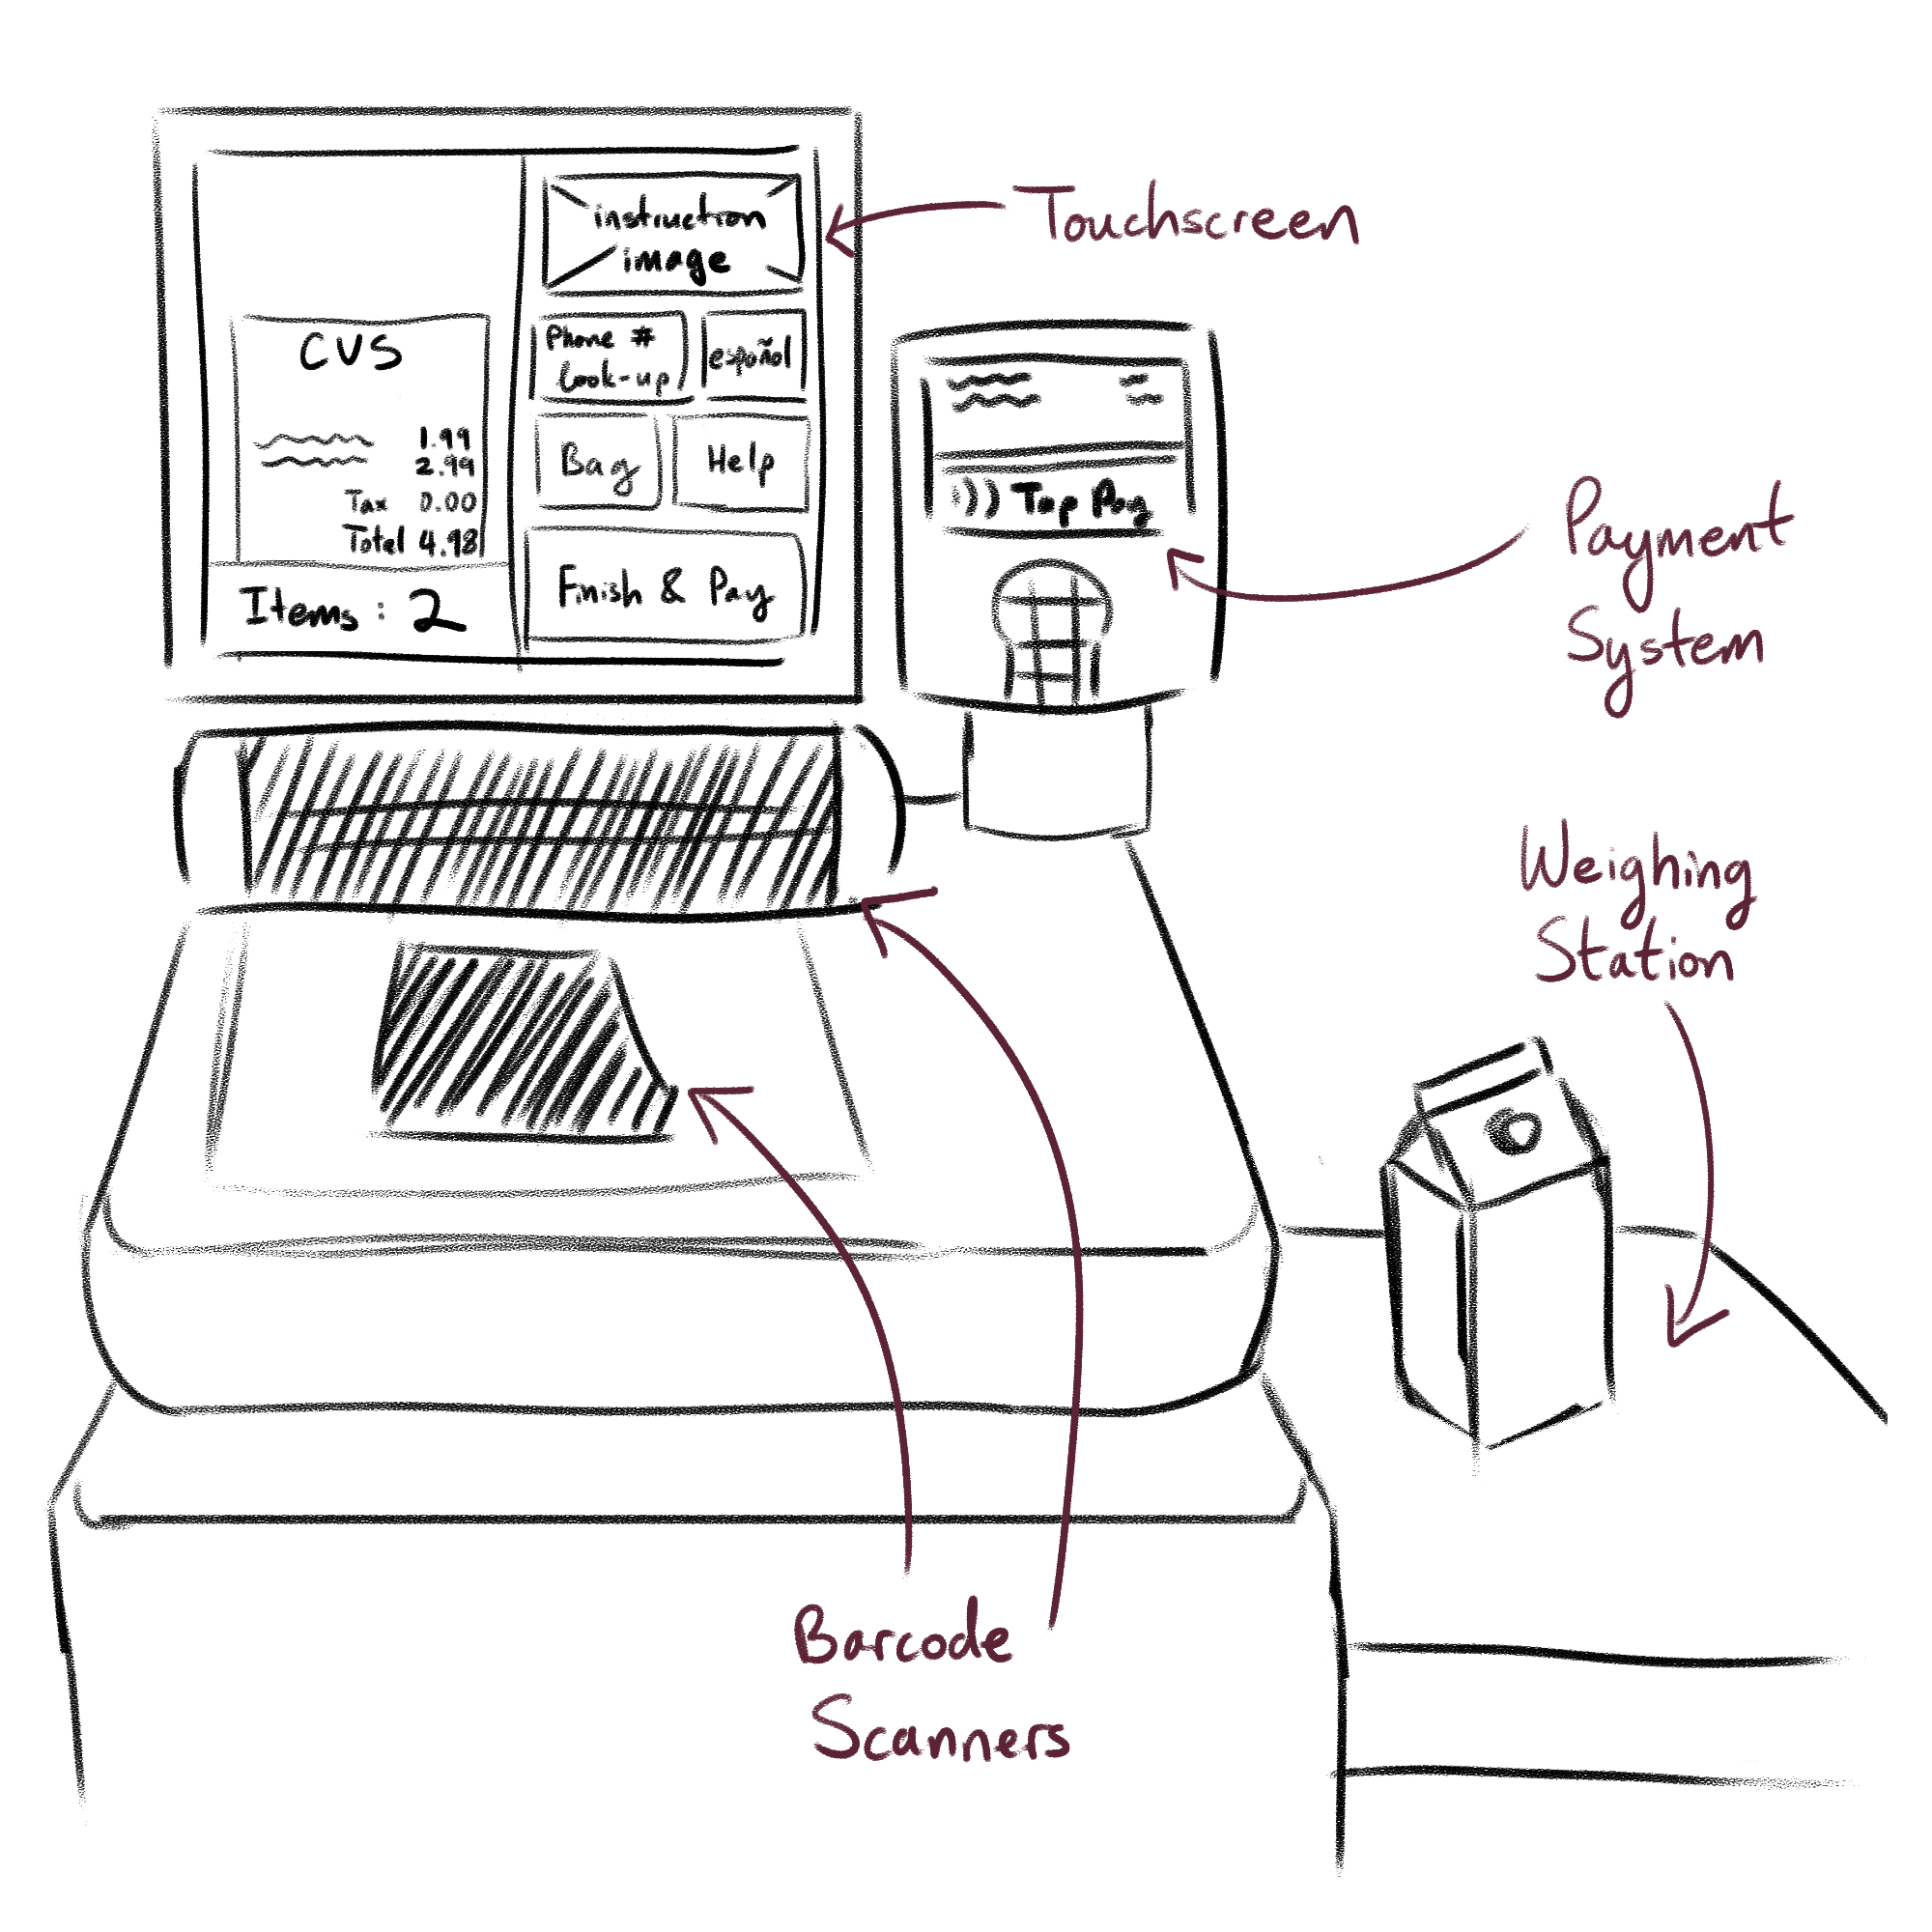 Touchscreen
instruction
image
CVS
Phone #
look-up
español
1.99
2.99
Tax 0.00
Total 4.98
Bag
Help
Items: 2
Finish & Pay
))) Tap Pay
Payment
System
Weighing
Station
Barcode
Scanners